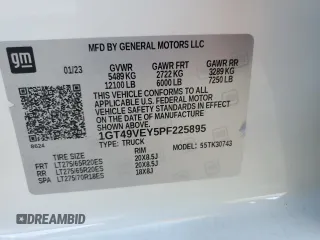 gm
MFD BY GENERAL MOTORS LLC
01/23
GVWR GAWR FRT GAWR RR
5489 KG 2722 KG 3289 KG
12100 LB 6000 LB 7250 LB
THIS VEHICLE CONFORMS TO ALL APPLICABLE U.S. FEDERAL MOTOR VEHICLE SAFETY STANDARDS IN EFFECT ON THE DATE OF MANUFACTURE SHOWN ABOVE.
1GT49VEY5PF225895
TYPE: TRUCK
MODEL: 55TK30743
TIRE SIZE RIM
FRT LT275/65R20ES 20X8.5J
RR LT275/65R20ES 20X8.5J
SPA LT275/70R18ES 18X8J
© AutoBidMaster